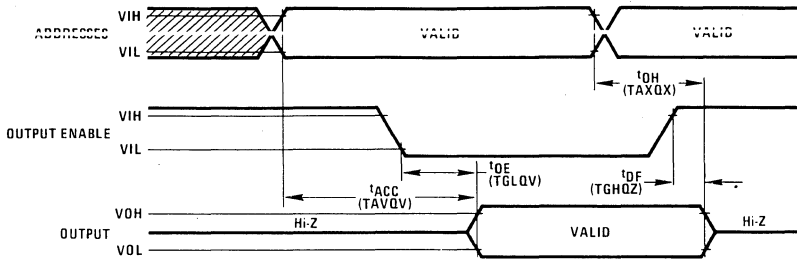 VIH
ADDRESSES
VALID
VALID
VIL
tOH
(TAXQX)
VIH
OUTPUT ENABLE
VIL
tOE
(TGLQV)
tDF
(TGHQZ)
tACC
(TAVQV)
VOH
Hi-Z
Hi-Z
OUTPUT
VALID
VOL